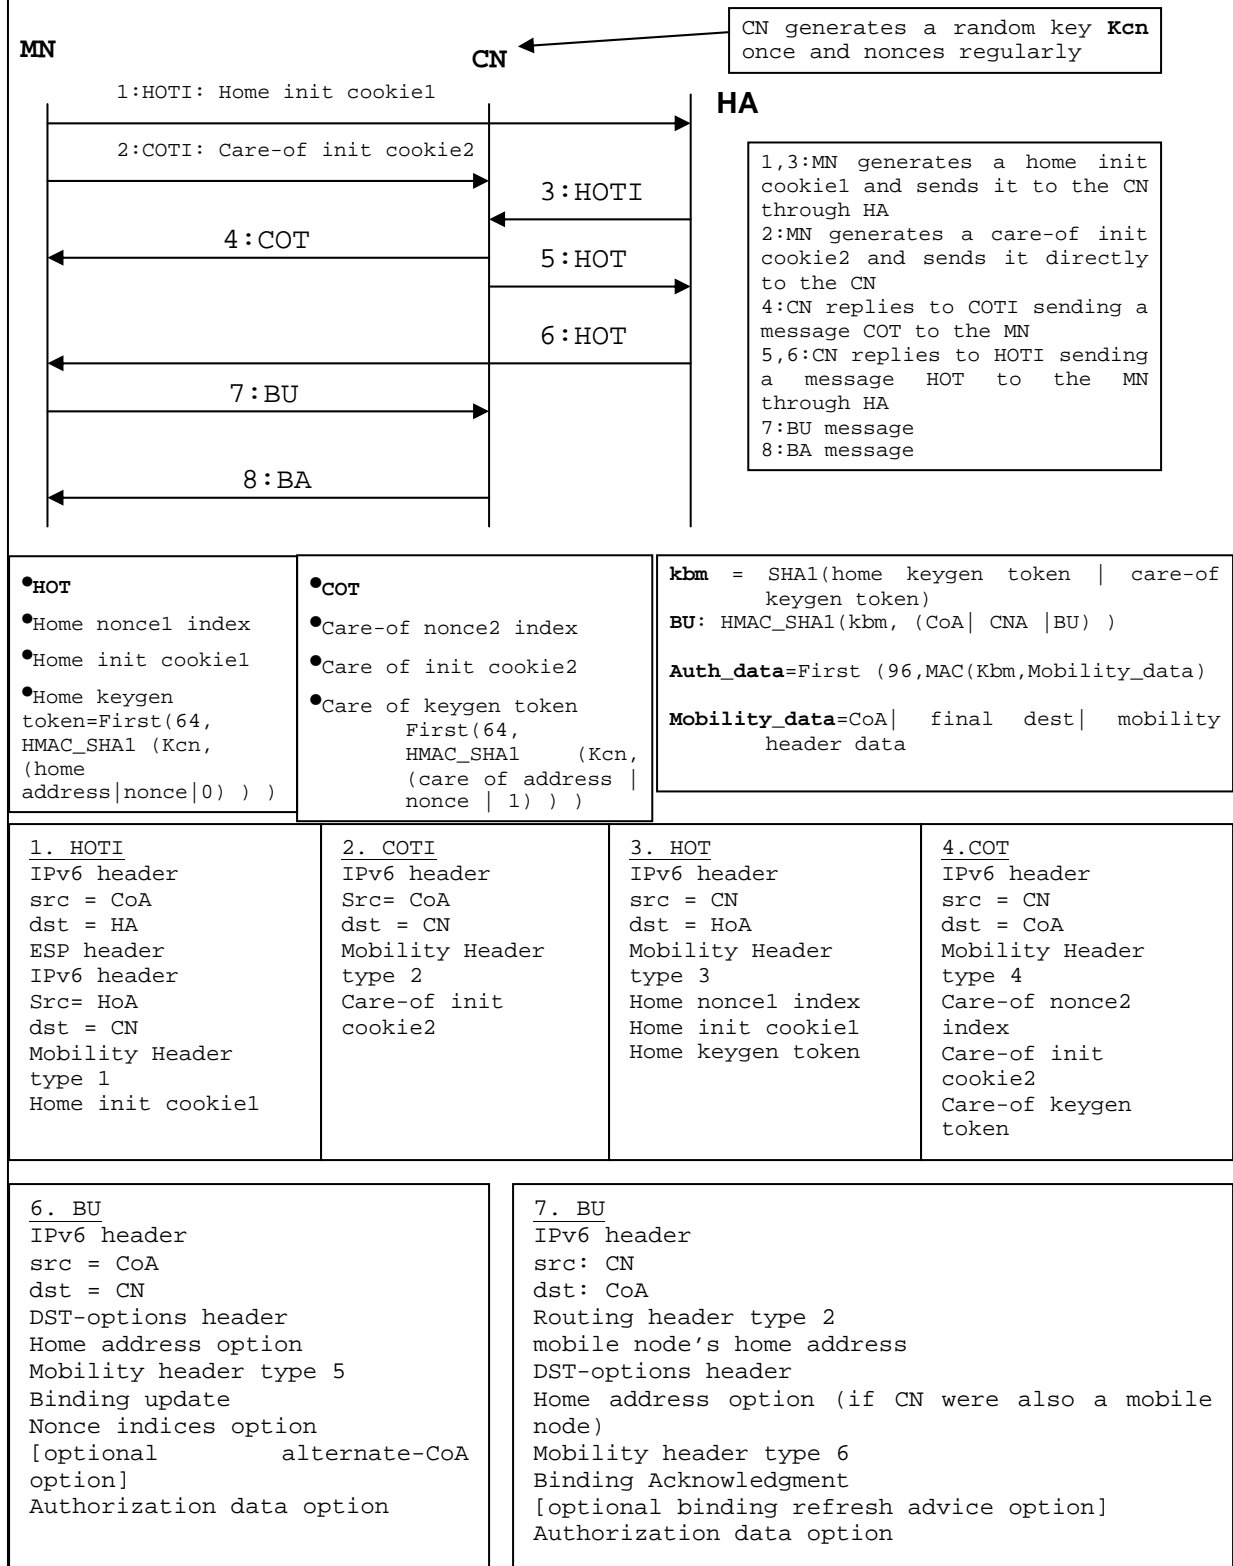 CN generates a random key Kcn
once and nonces regularly
MN
CN
HA
1:HOTI: Home init cookie1
2:COTI: Care-of init cookie2
3:HOTI
4:COT
5:HOT
6:HOT
7:BU
8:BA
1,3:MN generates a home init
cookie1 and sends it to the CN
through HA
2:MN generates a care-of init
cookie2 and sends it directly
to the CN
4:CN replies to COTI sending a
message COT to the MN
5,6:CN replies to HOTI sending
a message HOT to the MN
through HA
7:BU message
8:BA message
•HOT
•Home nonce1 index
•Home init cookie1
•Home keygen
token=First(64,
HMAC_SHA1 (Kcn,
(home
address|nonce|0) ) )
•COT
•Care-of nonce2 index
•Care of init cookie2
•Care of keygen token
First(64,
HMAC_SHA1 (Kcn,
(care of address |
nonce | 1) ) )
kbm = SHA1(home keygen token | care-of
keygen token)
BU: HMAC_SHA1(kbm, (CoA| CNA |BU) )
Auth_data=First (96,MAC(Kbm,Mobility_data)
Mobility_data=CoA| final dest| mobility
header data
1. HOTI
IPv6 header
src = CoA
dst = HA
ESP header
IPv6 header
Src= HoA
dst = CN
Mobility Header
type 1
Home init cookie1
2. COTI
IPv6 header
Src= CoA
dst = CN
Mobility Header
type 2
Care-of init
cookie2
3. HOT
IPv6 header
src = CN
dst = HoA
Mobility Header
type 3
Home nonce1 index
Home init cookie1
Home keygen token
4.COT
IPv6 header
src = CN
dst = CoA
Mobility Header
type 4
Care-of nonce2
index
Care-of init
cookie2
Care-of keygen
token
6. BU
IPv6 header
src = CoA
dst = CN
DST-options header
Home address option
Mobility header type 5
Binding update
Nonce indices option
[optional alternate-CoA
option]
Authorization data option
7. BU
IPv6 header
src: CN
dst: CoA
Routing header type 2
mobile node's home address
DST-options header
Home address option (if CN were also a mobile
node)
Mobility header type 6
Binding Acknowledgment
[optional binding refresh advice option]
Authorization data option